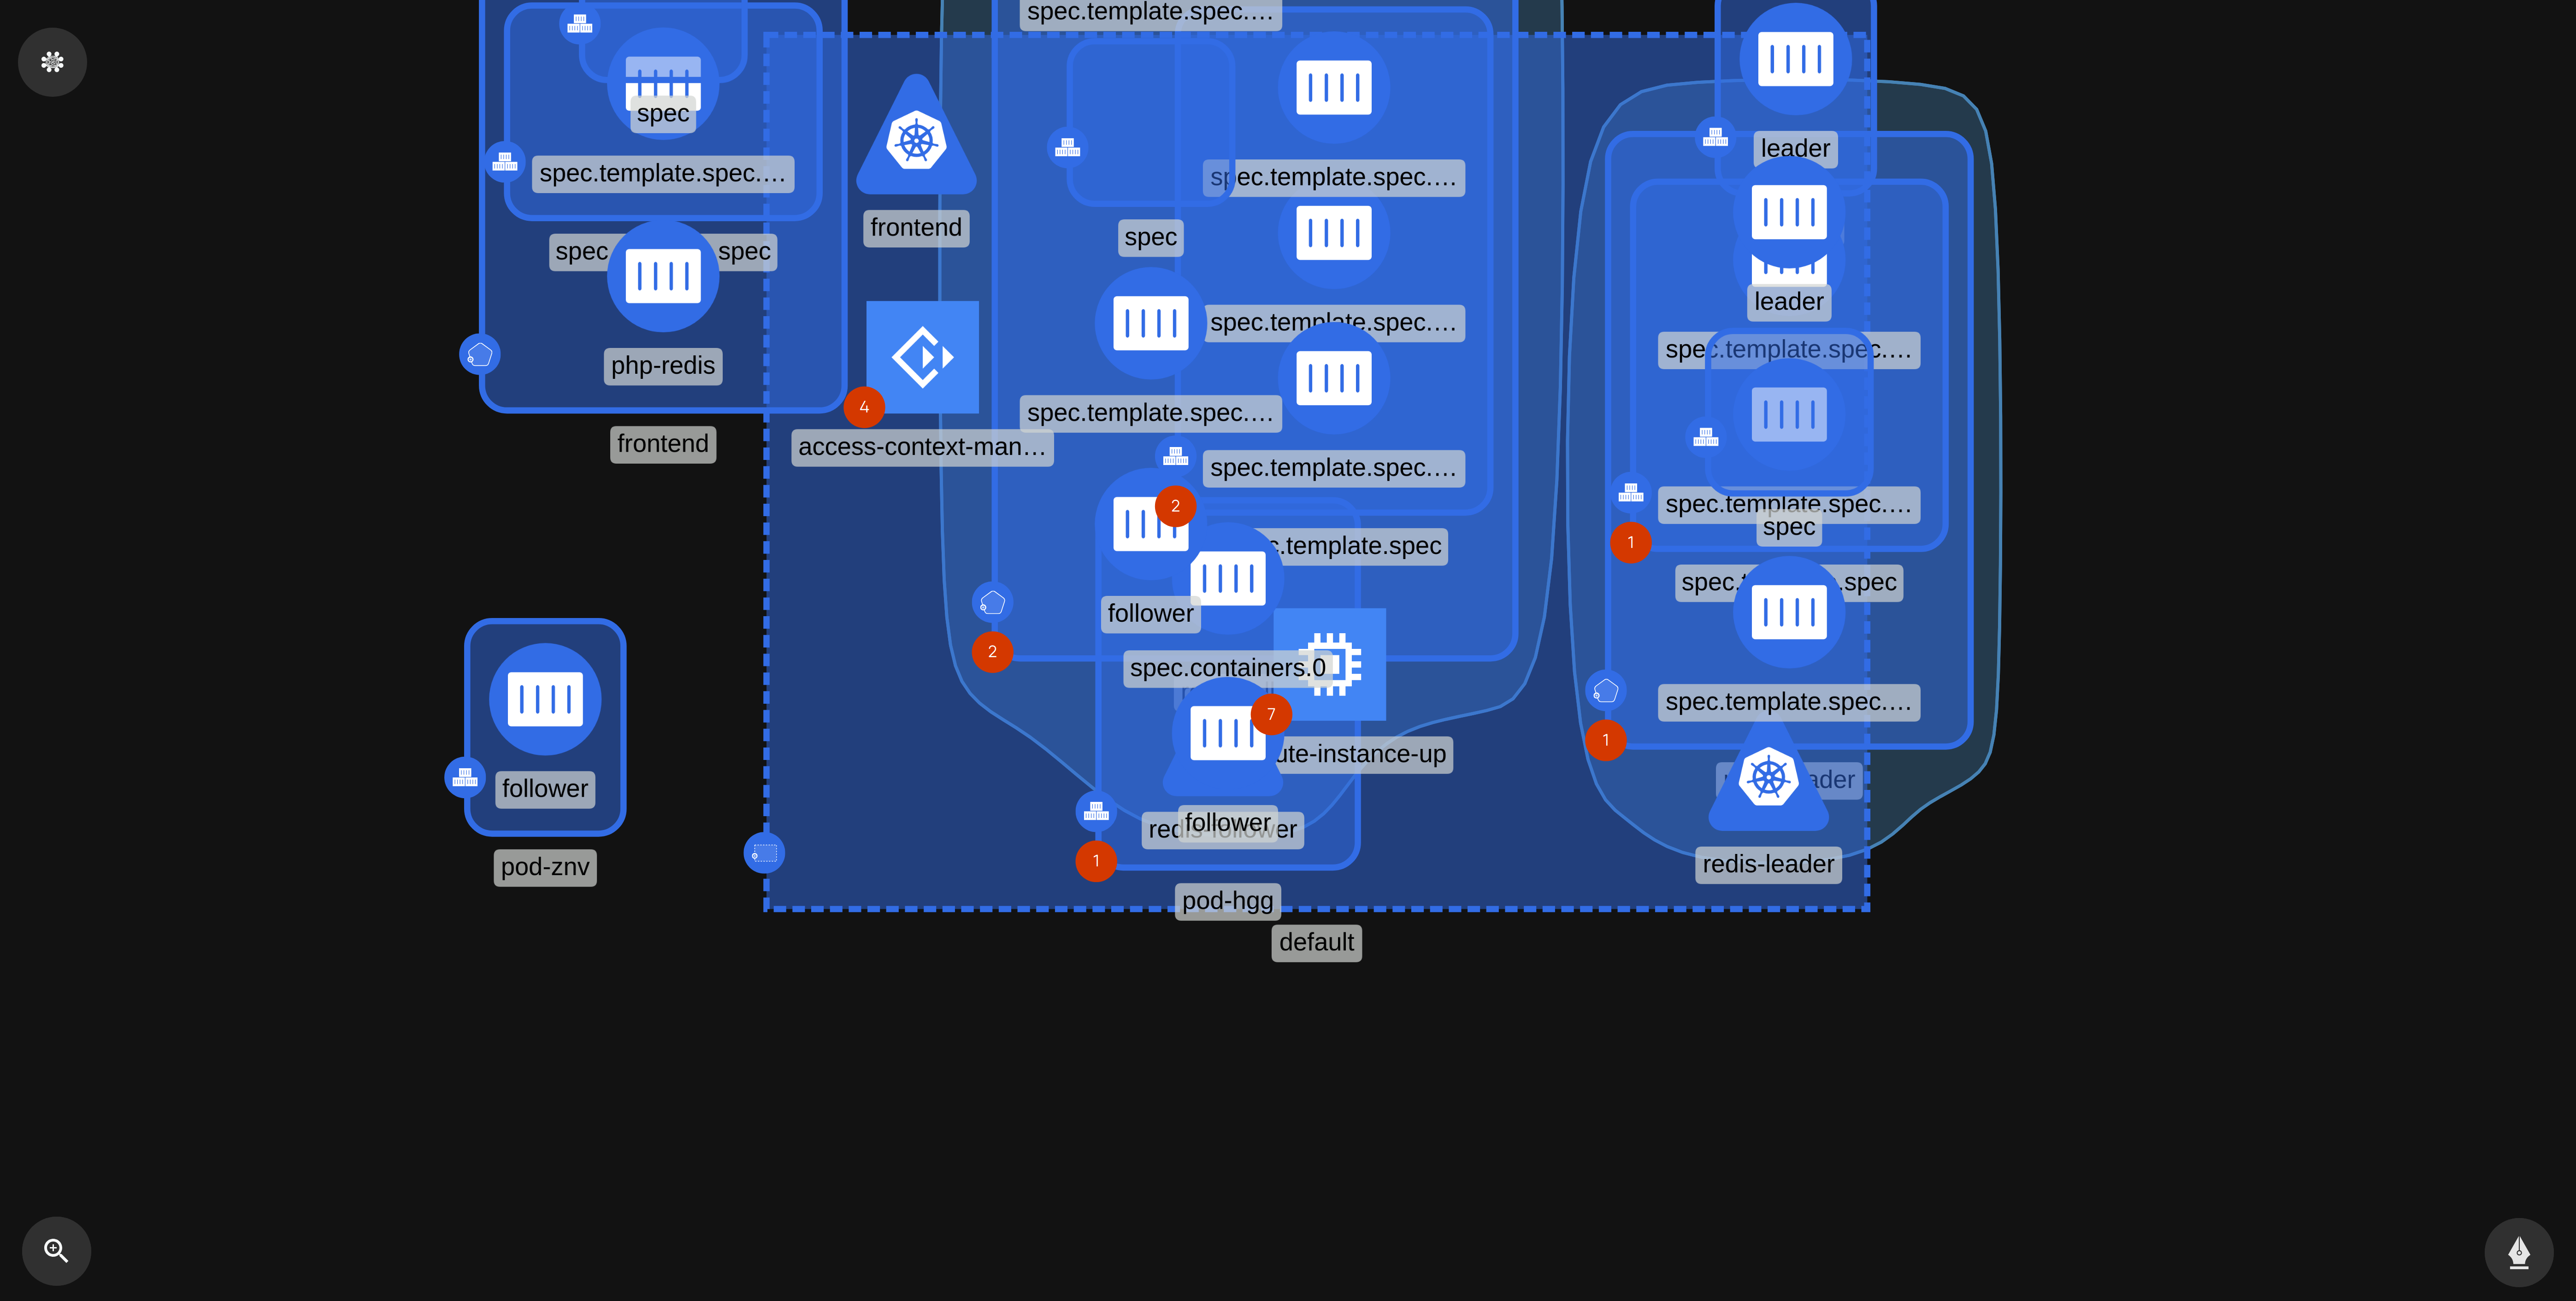 spec.template.spec.…
spec
spec.template.spec.…
spec
spec
php-redis
frontend
frontend
4
access-context-man…
spec.template.spec.…
spec
spec.template.spec.…
spec.template.spec.…
spec.template.spec.…
2
c.template.spec
follower
2
spec.containers.0
7
ute-instance-up
redis-follower
follower
1
pod-hgg
default
leader
leader
spec.template.spec.…
spec.template.spec.…
spec
1
spec.
.spec
spec.template.spec.…
1
ader
redis-leader
follower
pod-znv